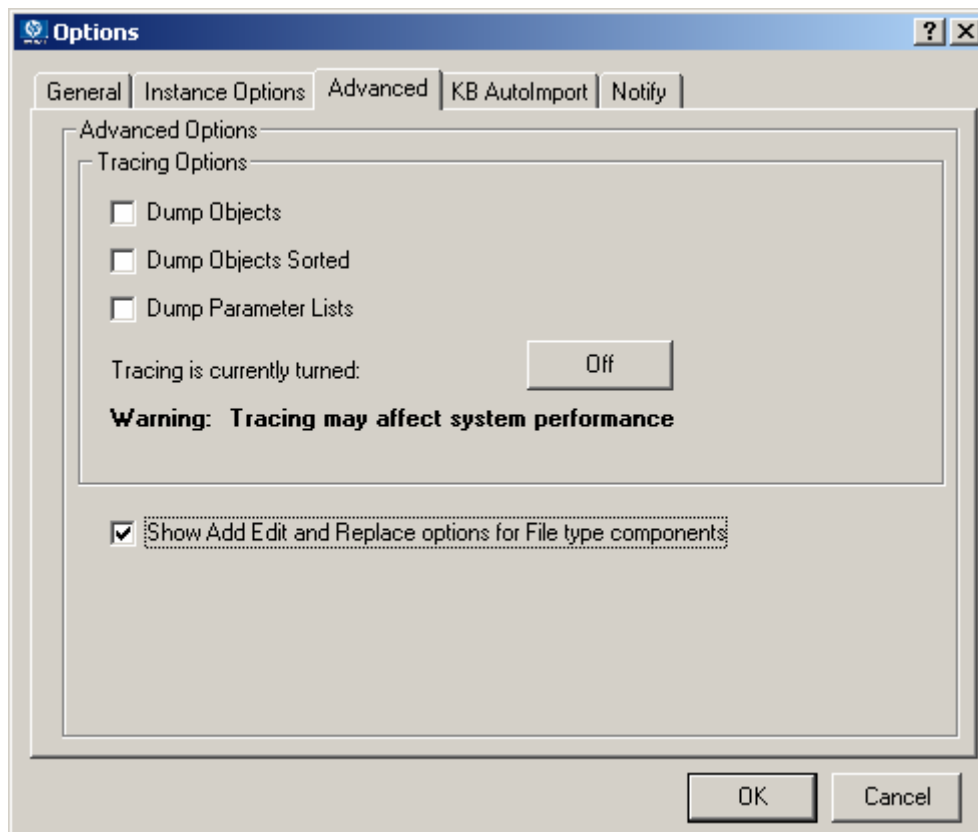 Options
General Instance Options Advanced KB AutoImport Notify
Advanced Options
Tracing Options
Dump Objects
Dump Objects Sorted
Dump Parameter Lists
Tracing is currently turned: Off
Warning: Tracing may affect system performance
Show Add Edit and Replace options for File type components
OK Cancel